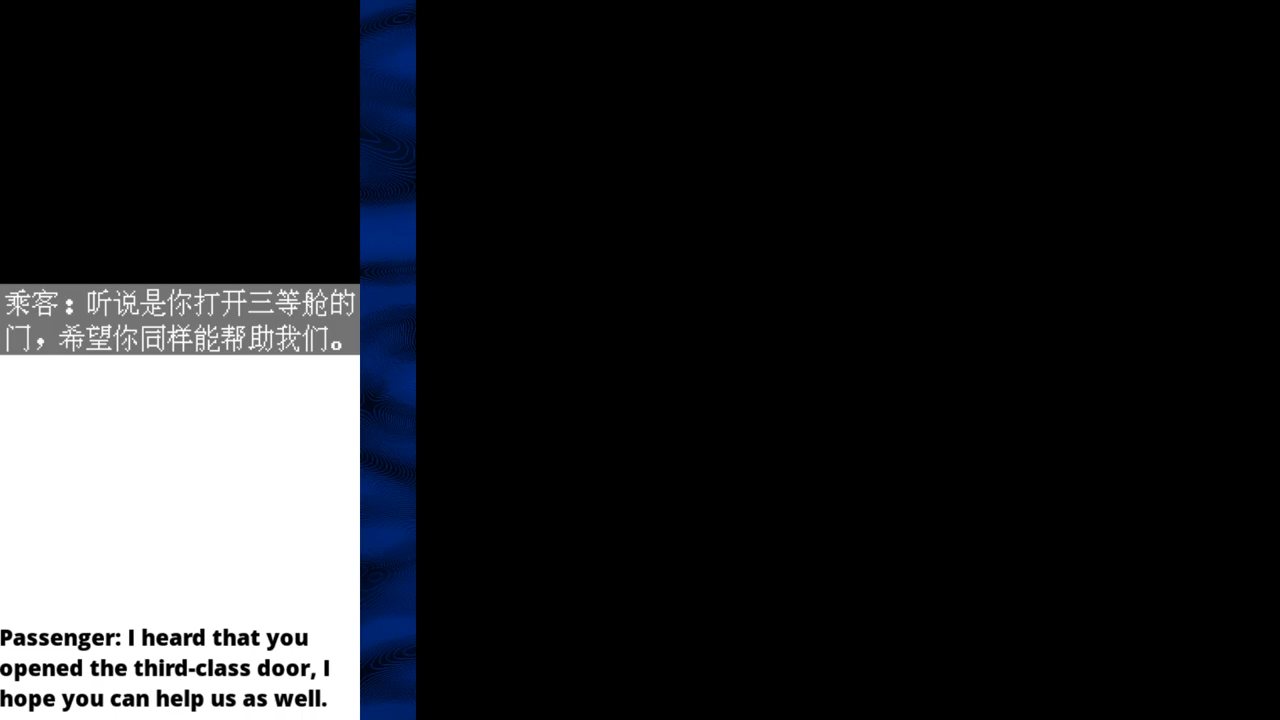 乘客：听说是你打开三等舱的
门，希望你同样能帮助我们。
Passenger: I heard that you
opened the third-class door, I
hope you can help us as well.